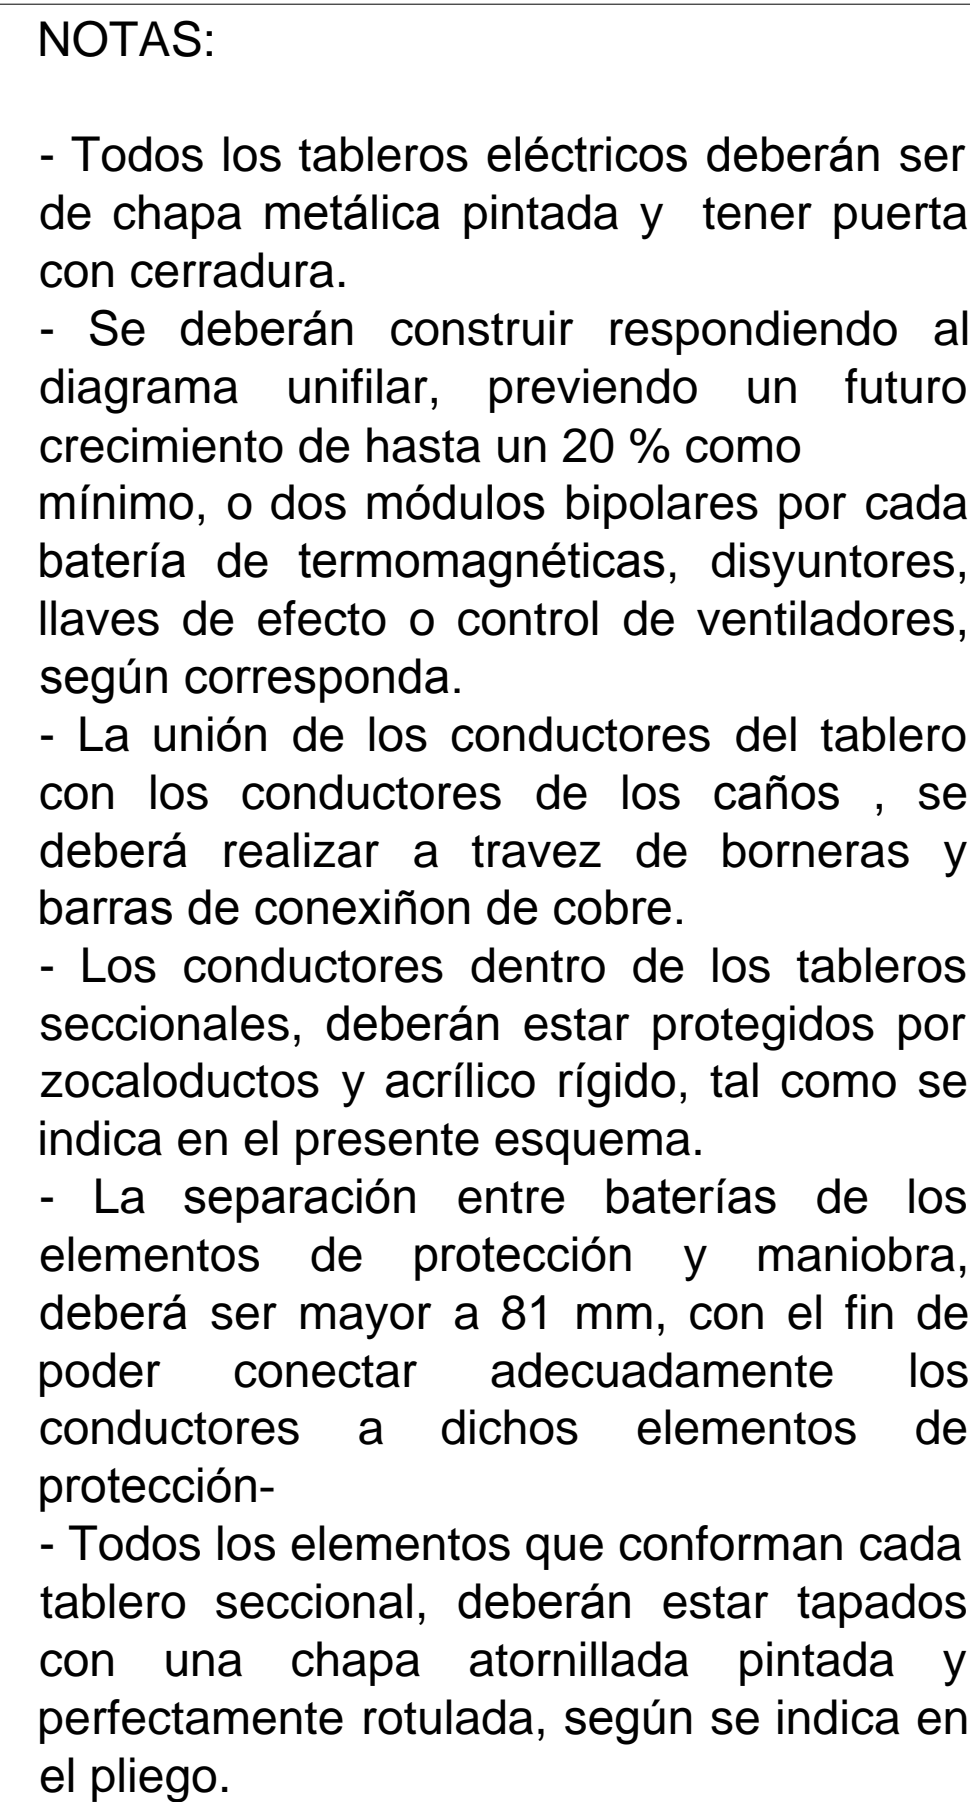 NOTAS:
- Todos los tableros eléctricos deberán ser
de chapa metálica pintada y  tener puerta
con cerradura.
- Se deberán construir respondiendo al
diagrama unifilar, previendo un futuro
crecimiento de hasta un 20 % como
mínimo, o dos módulos bipolares por cada
batería de termomagnéticas, disyuntores,
llaves de efecto o control de ventiladores,
según corresponda.
- La unión de los conductores del tablero
con los conductores de los caños , se
deberá realizar a travez de borneras y
barras de conexiñon de cobre.
- Los conductores dentro de los tableros
seccionales, deberán estar protegidos por
zocaloductos y acrílico rígido, tal como se
indica en el presente esquema.
- La separación entre baterías de los
elementos de protección y maniobra,
deberá ser mayor a 81 mm, con el fin de
poder conectar adecuadamente los
conductores a dichos elementos de
protección-
- Todos los elementos que conforman cada
tablero seccional, deberán estar tapados
con una chapa atornillada pintada y
perfectamente rotulada, según se indica en
el pliego.